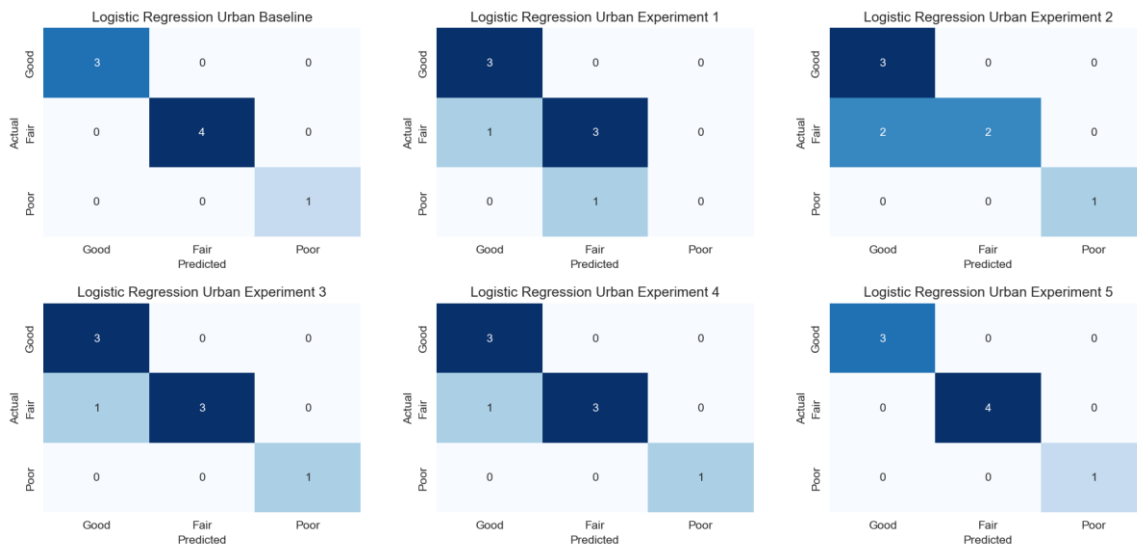 Logistic Regression Urban Baseline
Good
3 0 0
Actual
Fair
0 4 0
Poor
0 0 1
Good Fair Poor
Predicted
Logistic Regression Urban Experiment 1
Good
3 0 0
Actual
Fair
1 3 0
Poor
0 1 0
Good Fair Poor
Predicted
Logistic Regression Urban Experiment 2
Good
3 0 0
Actual
Fair
2 2 0
Poor
0 0 1
Good Fair Poor
Predicted
Logistic Regression Urban Experiment 3
Good
3 0 0
Actual
Fair
1 3 0
Poor
0 0 1
Good Fair Poor
Predicted
Logistic Regression Urban Experiment 4
Good
3 0 0
Actual
Fair
1 3 0
Poor
0 0 1
Good Fair Poor
Predicted
Logistic Regression Urban Experiment 5
Good
3 0 0
Actual
Fair
0 4 0
Poor
0 0 1
Good Fair Poor
Predicted